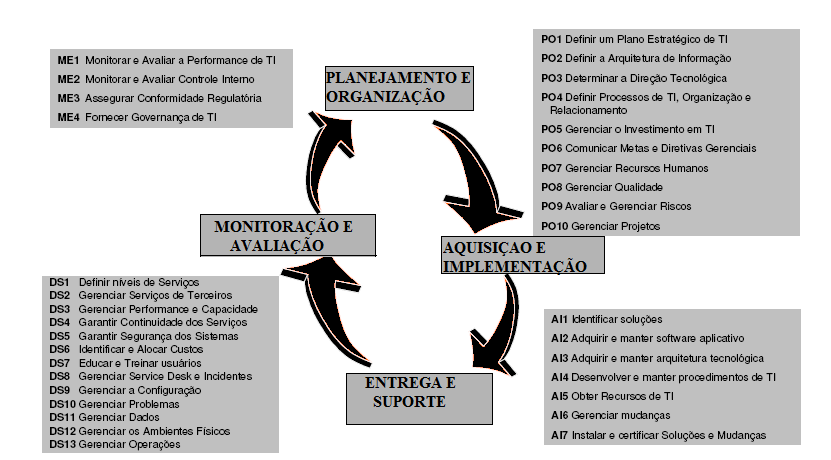 ME1 Monitorar e Avaliar a Performance de TI
ME2 Monitorar e Avaliar Controle Interno
ME3 Assegurar Conformidade Regulatória
ME4 Fornecer Governança de TI
PLANEJAMENTO E
ORGANIZAÇÃO
PO1 Definir um Plano Estratégico de TI
PO2 Definir a Arquitetura de Informação
PO3 Determinar a Direção Tecnológica
PO4 Definir Processos de TI, Organização e
Relacionamento
PO5 Gerenciar o Investimento em TI
PO6 Comunicar Metas e Diretivas Gerenciais
PO7 Gerenciar Recursos Humanos
PO8 Gerenciar Qualidade
PO9 Avaliar e Gerenciar Riscos
PO10 Gerenciar Projetos
MONITORAÇÃO E
AVALIAÇÃO
AQUISIÇAO E
IMPLEMENTAÇÃO
DS1 Definir níveis de Serviços
DS2 Gerenciar Serviços de Terceiros
DS3 Gerenciar Performance e Capacidade
DS4 Garantir Continuidade dos Serviços
DS5 Garantir Segurança dos Sistemas
DS6 Identificar e Alocar Custos
DS7 Educar e Treinar usuários
DS8 Gerenciar Service Desk e Incidentes
DS9 Gerenciar a Configuração
DS10 Gerenciar Problemas
DS11 Gerenciar Dados
DS12 Gerenciar os Ambientes Físicos
DS13 Gerenciar Operações
ENTREGA E
SUPORTE
AI1 Identificar soluções
AI2 Adquirir e manter software aplicativo
AI3 Adquirir e manter arquitetura tecnológica
AI4 Desenvolver e manter procedimentos de TI
AI5 Obter Recursos de TI
AI6 Gerenciar mudanças
AI7 Instalar e certificar Soluções e Mudanças